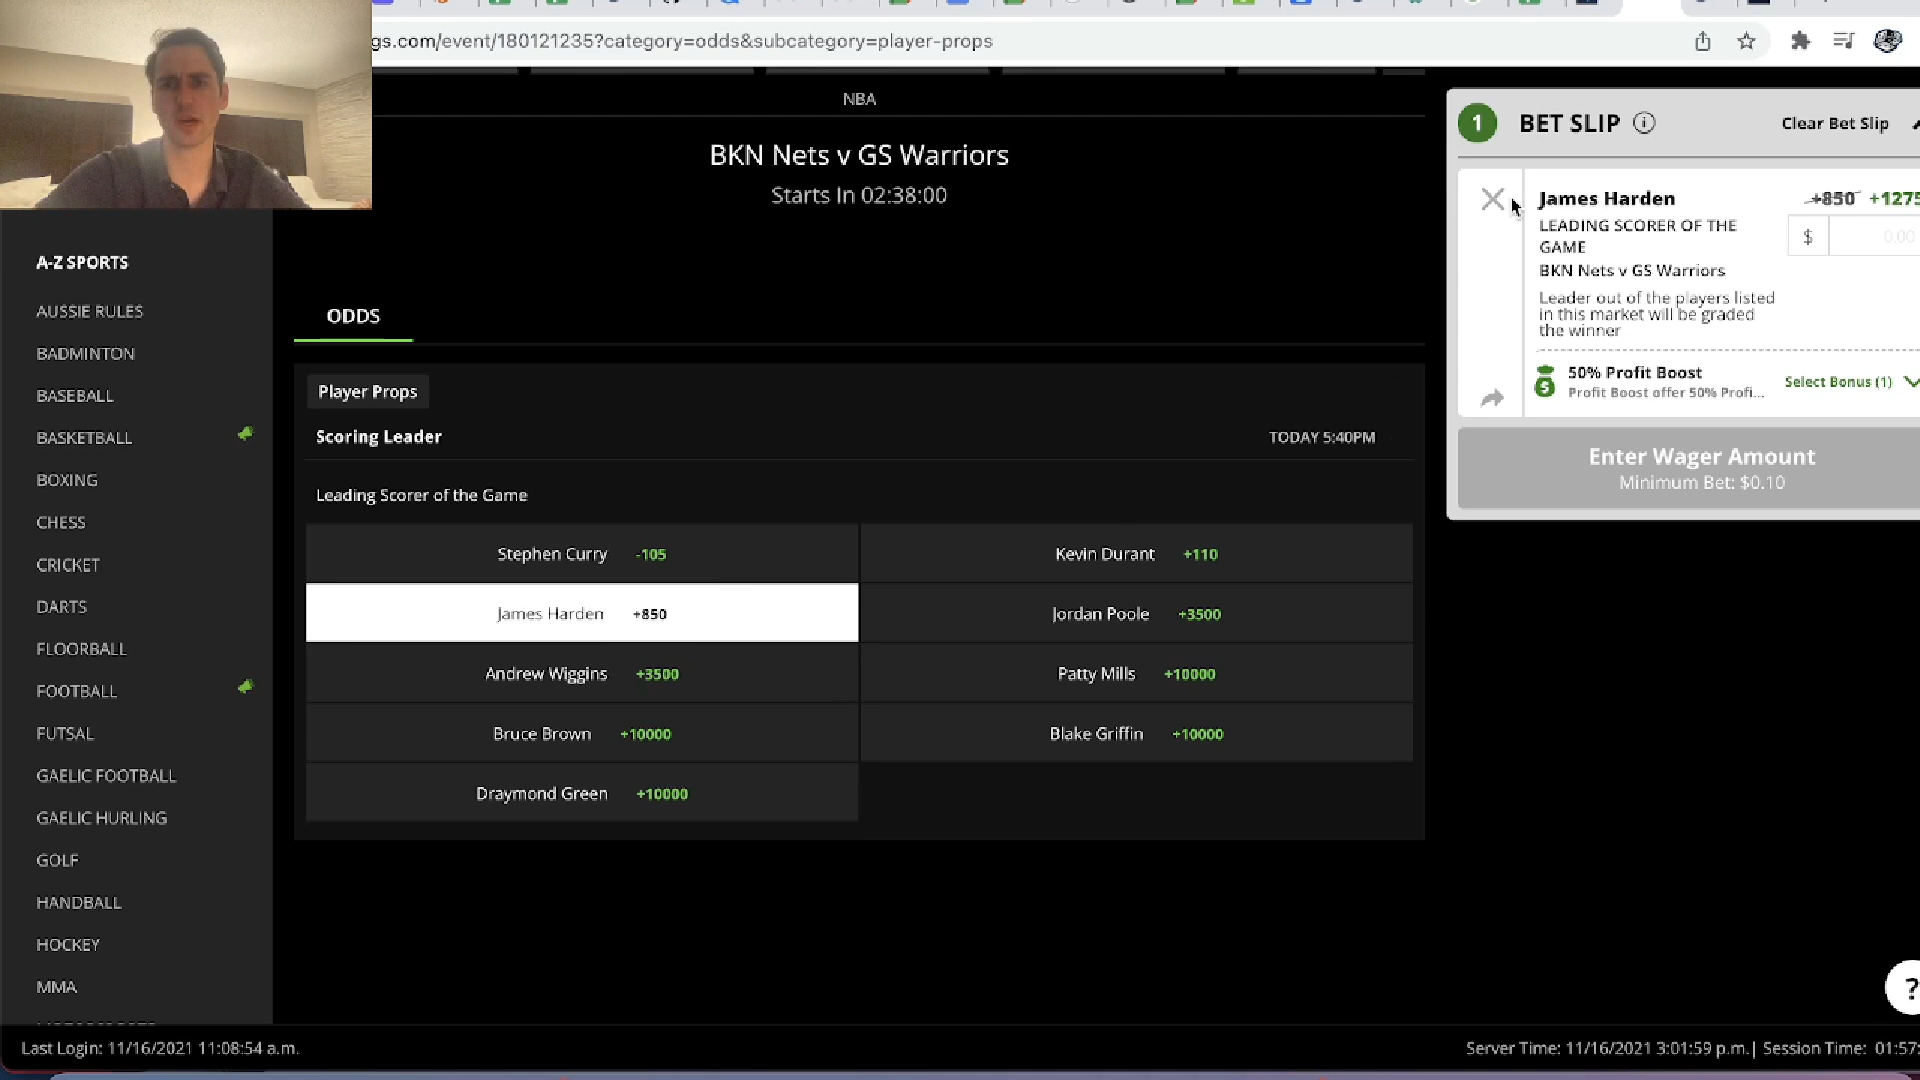 gs.com/event/180121235?category=odds&subcategory=player-props
NBA
BKN Nets v GS Warriors
Starts In 02:38:00
A-Z SPORTS
AUSSIE RULES
BADMINTON
BASEBALL
BASKETBALL
BOXING
CHESS
CRICKET
DARTS
FLOORBALL
FOOTBALL
FUTSAL
GAELIC FOOTBALL
GAELIC HURLING
GOLF
HANDBALL
HOCKEY
MMA
ODDS
Player Props
Scoring Leader TODAY 5:40PM
Leading Scorer of the Game
Stephen Curry -105
Kevin Durant +110
James Harden +850
Jordan Poole +3500
Andrew Wiggins +3500
Patty Mills +10000
Bruce Brown +10000
Blake Griffin +10000
Draymond Green +10000
1 BET SLIP i Clear Bet Slip
James Harden +850 +1275
LEADING SCORER OF THE
GAME
$ 0.00
BKN Nets v GS Warriors
Leader out of the players listed
in this market will be graded
the winner
50% Profit Boost
Profit Boost offer 50% Profi...
Select Bonus (1)
Enter Wager Amount
Minimum Bet: $0.10
?
Last Login: 11/16/2021 11:08:54 a.m.
Server Time: 11/16/2021 3:01:59 p.m.| Session Time: 01:57: